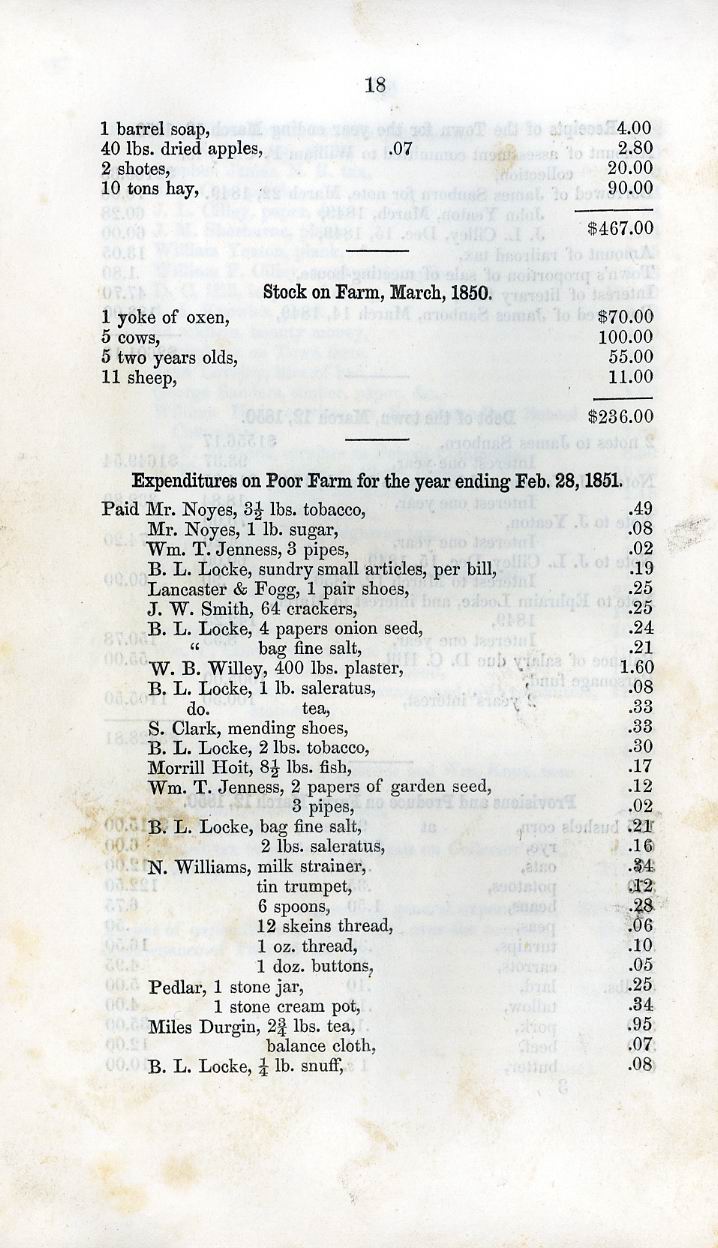 18
1 barrel soap, 4.00
40 lbs. dried apples, .07 2.80
2 shotes, 20.00
10 tons hay, 90.00
$467.00
Stock on Farm, March, 1850.
1 yoke of oxen, $70.00
5 cows, 100.00
5 two years olds, 55.00
11 sheep, 11.00
$236.00
Expenditures on Poor Farm for the year ending Feb. 28, 1851.
Paid Mr. Noyes, 3½ lbs. tobacco, .49
Mr. Noyes, 1 lb. sugar, .08
Wm. T. Jenness, 3 pipes, .02
B. L. Locke, sundry small articles, per bill, .19
Lancaster & Fogg, 1 pair shoes, .25
J. W. Smith, 64 crackers, .25
B. L. Locke, 4 papers onion seed, .24
“ bag fine salt, .21
W. B. Willey, 400 lbs. plaster, 1.60
B. L. Locke, 1 lb. saleratus, .08
do. tea, .33
S. Clark, mending shoes, .33
B. L. Locke, 2 lbs. tobacco, .30
Morrill Hoit, 8½ lbs. fish, .17
Wm. T. Jenness, 2 papers of garden seed, .12
3 pipes, .02
B. L. Locke, bag fine salt, .21
2 lbs. saleratus, .16
N. Williams, milk strainer, .34
tin trumpet, .12
6 spoons, .28
12 skeins thread, .06
1 oz. thread, .10
1 doz. buttons, .05
Pedlar, 1 stone jar, .25
1 stone cream pot, .34
Miles Durgin, 2¾ lbs. tea, .95
balance cloth, .07
B. L. Locke, ¼ lb. snuff, .08